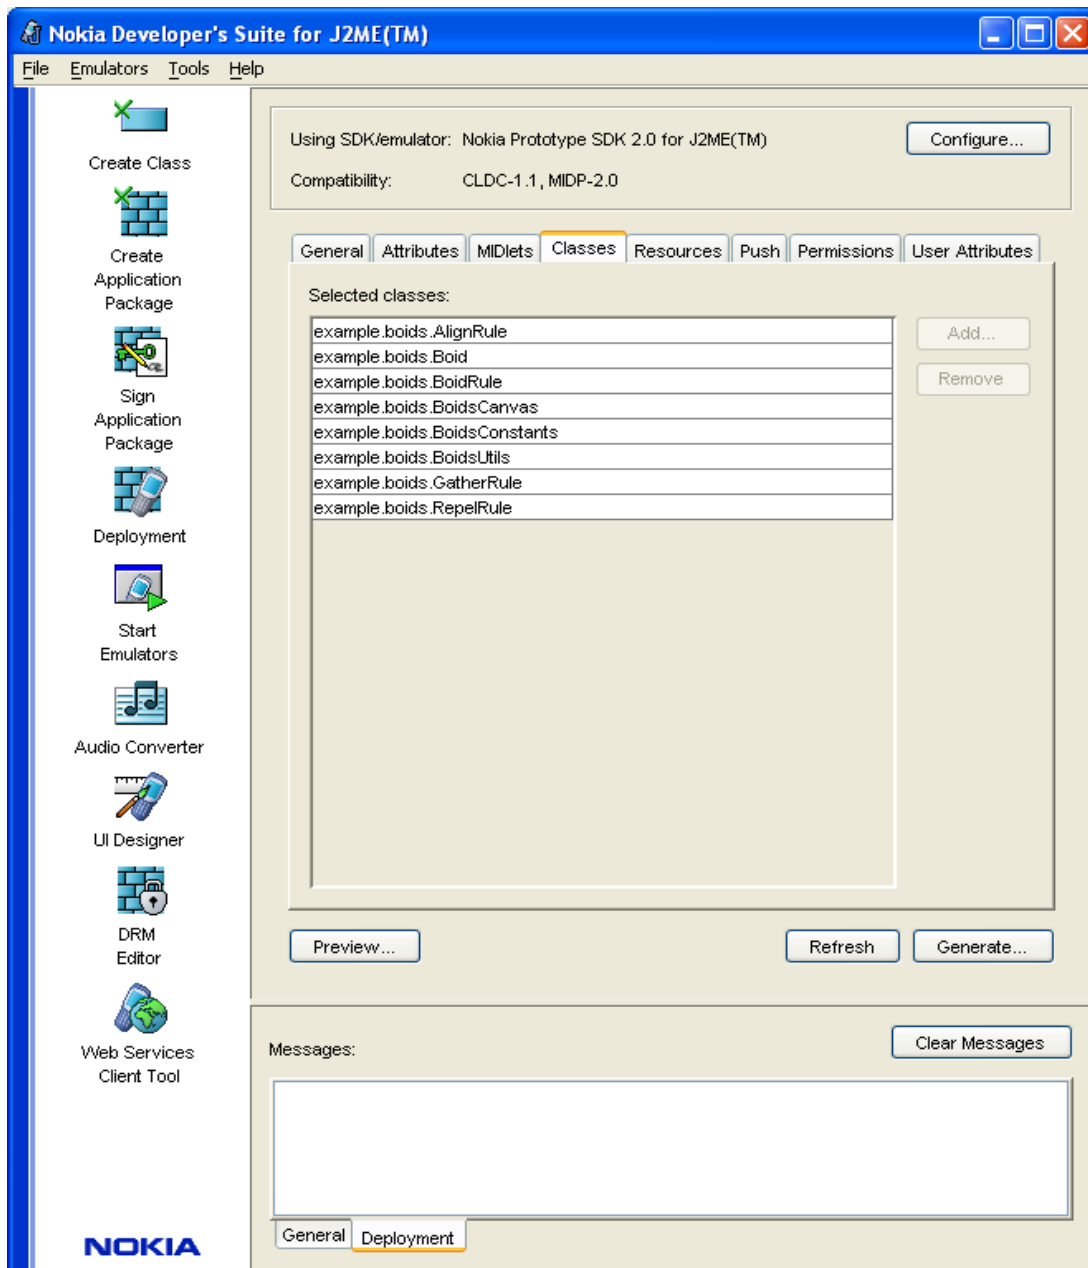 Nokia Developer's Suite for J2ME(TM)
File Emulators Tools Help
Create Class
Create
Application
Package
Sign
Application
Package
Deployment
Start
Emulators
Audio Converter
UI Designer
DRM
Editor
Web Services
Client Tool
NOKIA
Using SDK/emulator: Nokia Prototype SDK 2.0 for J2ME(TM)
Configure...
Compatibility: CLDC-1.1, MIDP-2.0
General Attributes MIDlets Classes Resources Push Permissions User Attributes
Selected classes:
example.boids.AlignRule
example.boids.Boid
example.boids.BoidRule
example.boids.BoidsCanvas
example.boids.BoidsConstants
example.boids.BoidsUtils
example.boids.GatherRule
example.boids.RepelRule
Add...
Remove
Preview... Refresh Generate...
Messages: Clear Messages
General Deployment